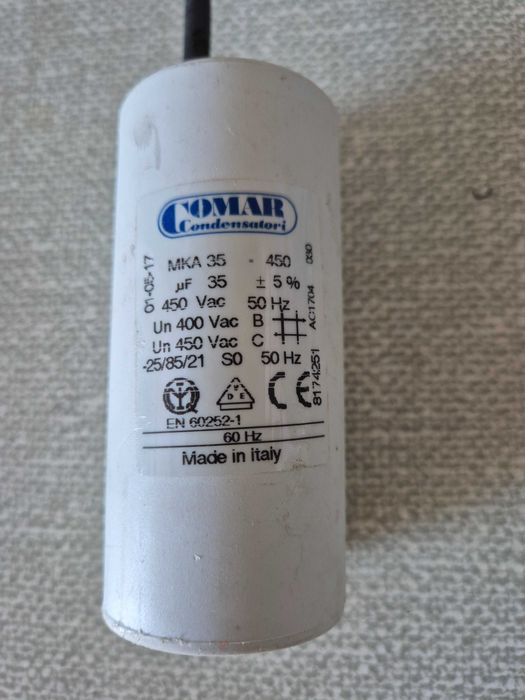 COMAR
Condensatori
MKA 35 - 450
µF 35 ± 5 %
450 Vac 50 Hz
Un 400 Vac B
Un 450 Vac C
-25/85/21 S0 50 Hz
VDE
CE
EN 60252-1
60 Hz
Made in Italy
01-05-17
8174251 AC1704 030